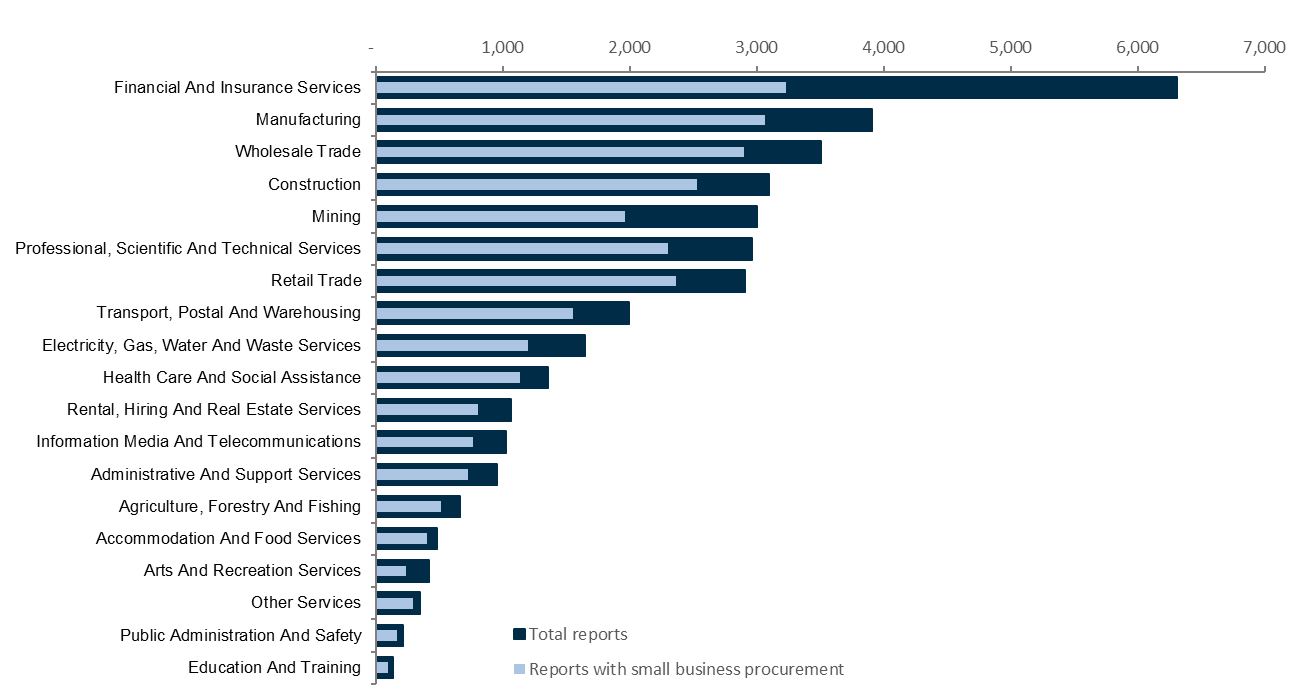 - 1,000 2,000 3,000 4,000 5,000 6,000 7,000
Financial And Insurance Services
Manufacturing
Wholesale Trade
Construction
Mining
Professional, Scientific And Technical Services
Retail Trade
Transport, Postal And Warehousing
Electricity, Gas, Water And Waste Services
Health Care And Social Assistance
Rental, Hiring And Real Estate Services
Information Media And Telecommunications
Administrative And Support Services
Agriculture, Forestry And Fishing
Accommodation And Food Services
Arts And Recreation Services
Other Services
Public Administration And Safety
Education And Training
Total reports
Reports with small business procurement